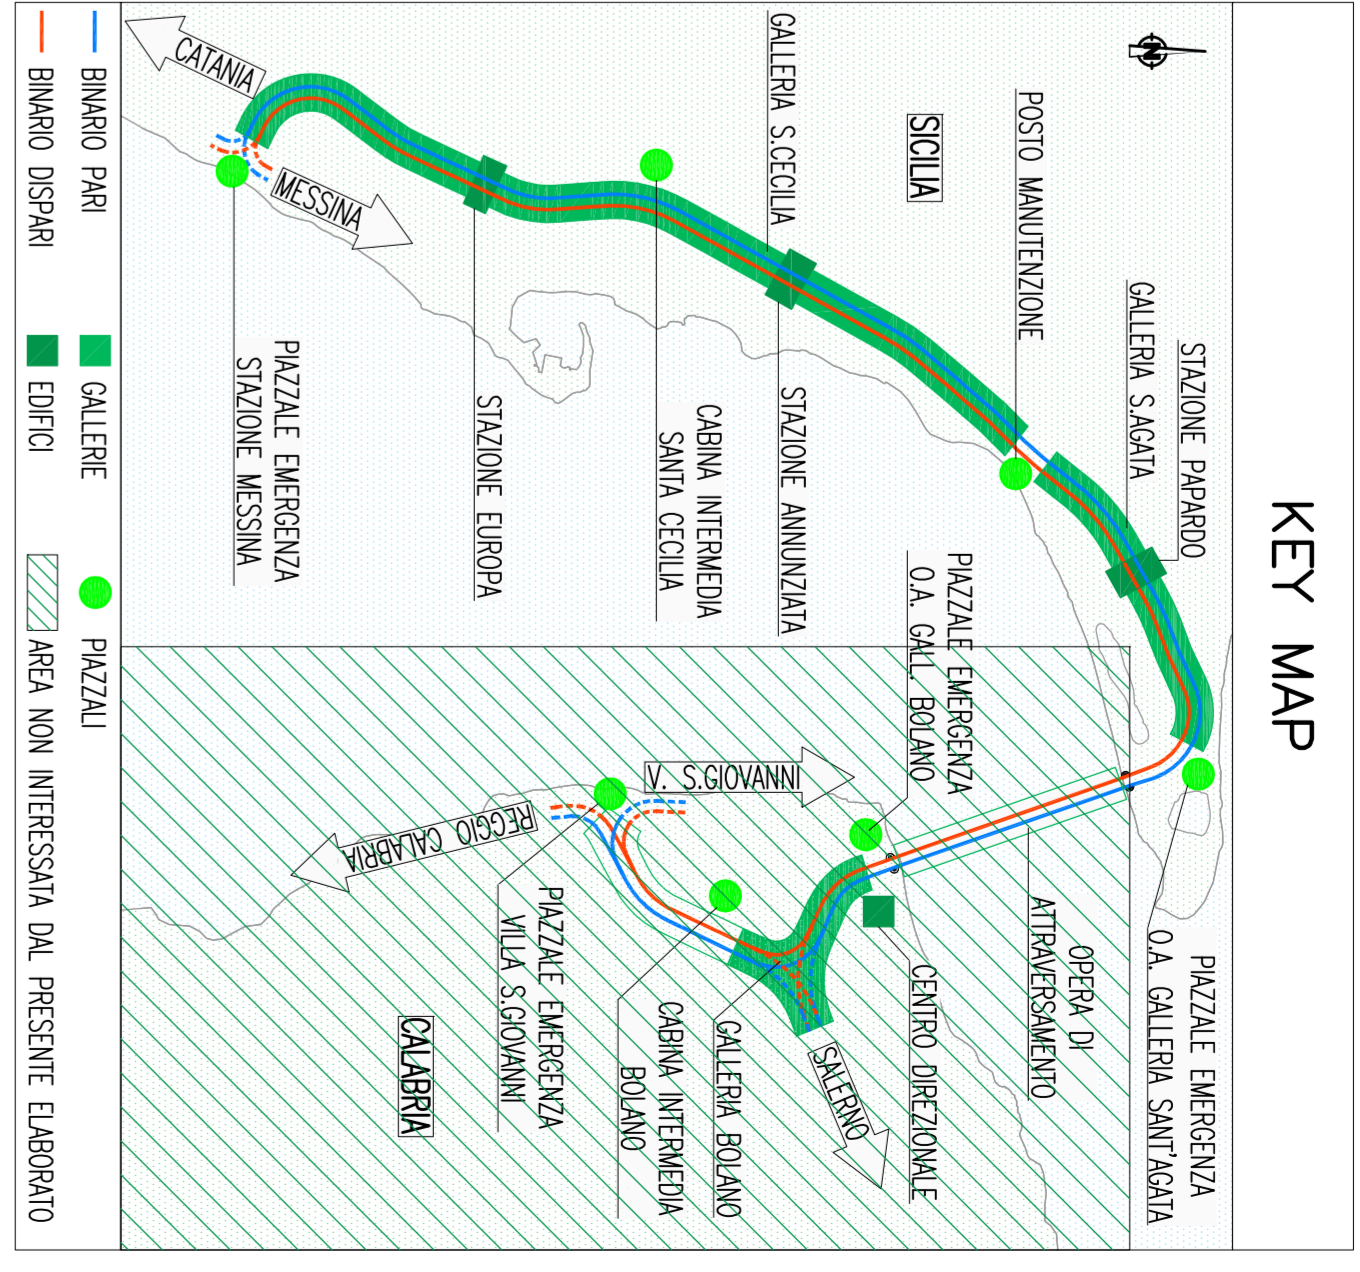 KEY MAP
N
STAZIONE PAPARDO
GALLERIA S.AGATA
PIAZZALE EMERGENZA
O.A. GALLERIA SANT'AGATA
POSTO MANUTENZIONE
OPERA DI
ATTRAVERSAMENTO
SICILIA
PIAZZALE EMERGENZA
O.A. GALL. BOLANO
CENTRO DIREZIONALE
GALLERIA S.CECILIA
STAZIONE ANNUNZIATA
V. S.GIOVANNI
SALERNO
CABINA INTERMEDIA
SANTA CECILIA
GALLERIA BOLANO
CABINA INTERMEDIA
BOLANO
STAZIONE EUROPA
REGGIO CALABRIA
PIAZZALE EMERGENZA
VILLA S.GIOVANNI
CALABRIA
MESSINA
CATANIA
PIAZZALE EMERGENZA
STAZIONE MESSINA
BINARIO PARI
GALLERIE
PIAZZALI
BINARIO DISPARI
EDIFICI
AREA NON INTERESSATA DAL PRESENTE ELABORATO